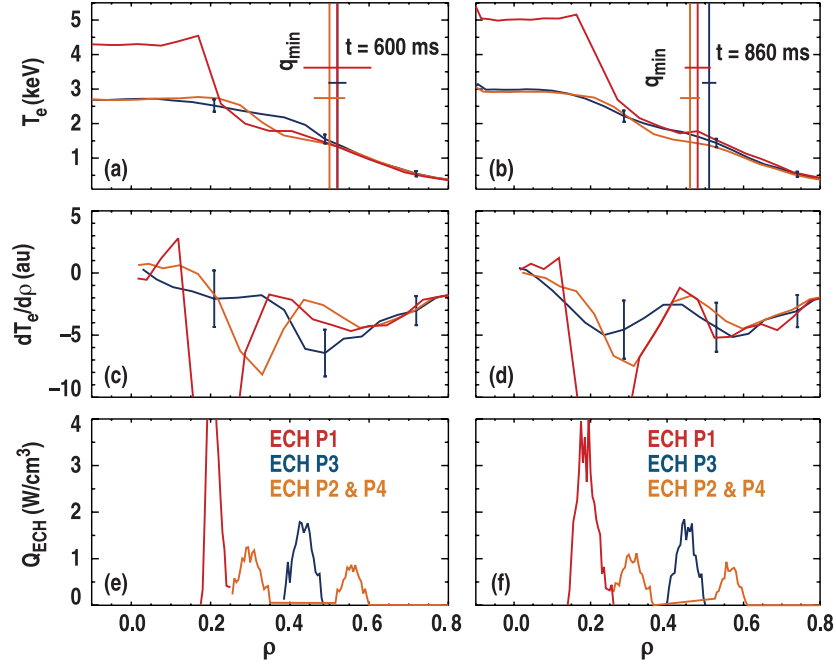 5
4
3
2
1
T_e (keV)
q_min
t = 600 ms
(a)
q_min
t = 860 ms
(b)
5
0
−5
−10
dT_e/dρ (au)
(c)
(d)
4
3
2
1
0
Q_ECH (W/cm³)
ECH P1
ECH P3
ECH P2 & P4
(e)
ECH P1
ECH P3
ECH P2 & P4
(f)
0.0 0.2 0.4 0.6 0.8
0.0 0.2 0.4 0.6 0.8
ρ
ρ